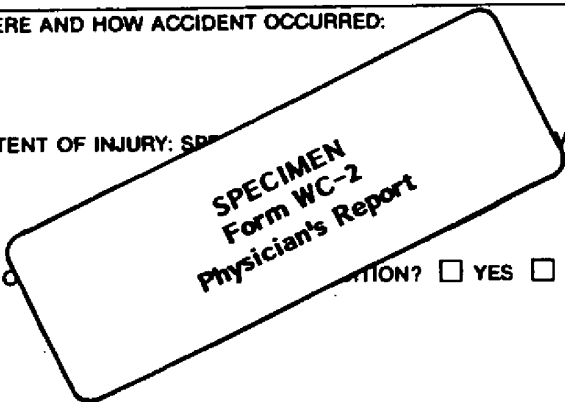 ERE AND HOW ACCIDENT OCCURRED:
TENT OF INJURY:
SPECIMEN
Form WC-2
Physician's Report
TION? ☐ YES ☐